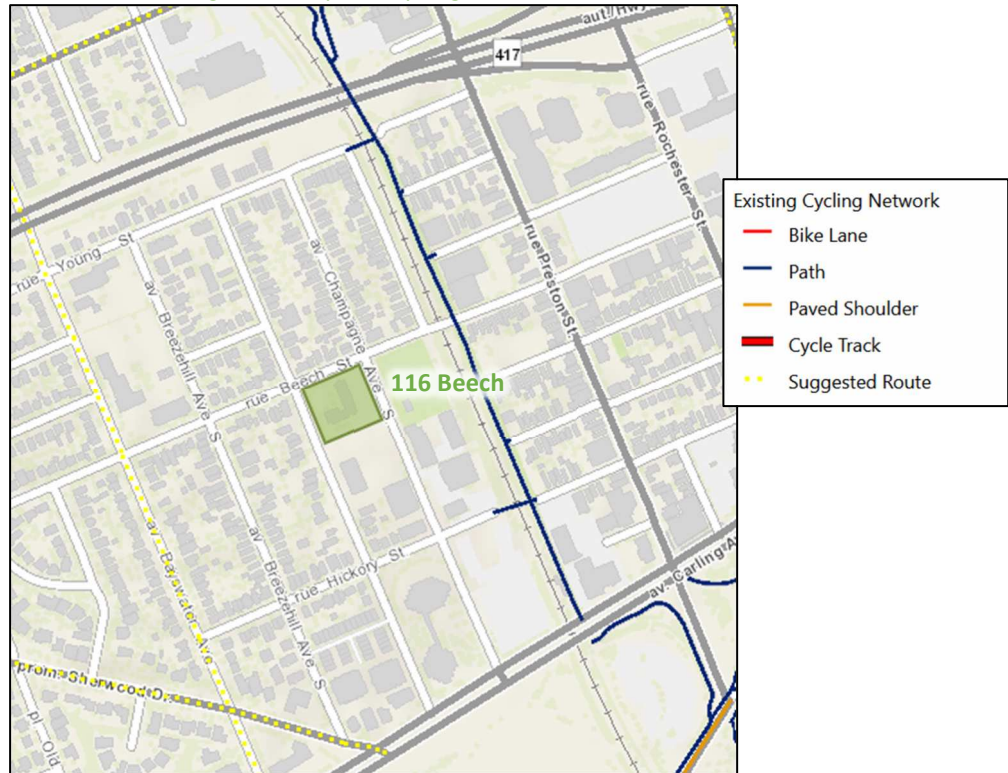 aut. Hwy
417
rue Rochester St.
rue Young St
av Champagne Ave S
av Breezehill Ave S
rue Preston St.
rue Beech St
116 Beech
av Bayswater Ave
av Breezehill Ave S
rue Hickory St
av. Carling A
prom. Sherwood Dr.
pl Old
Existing Cycling Network
Bike Lane
Path
Paved Shoulder
Cycle Track
Suggested Route